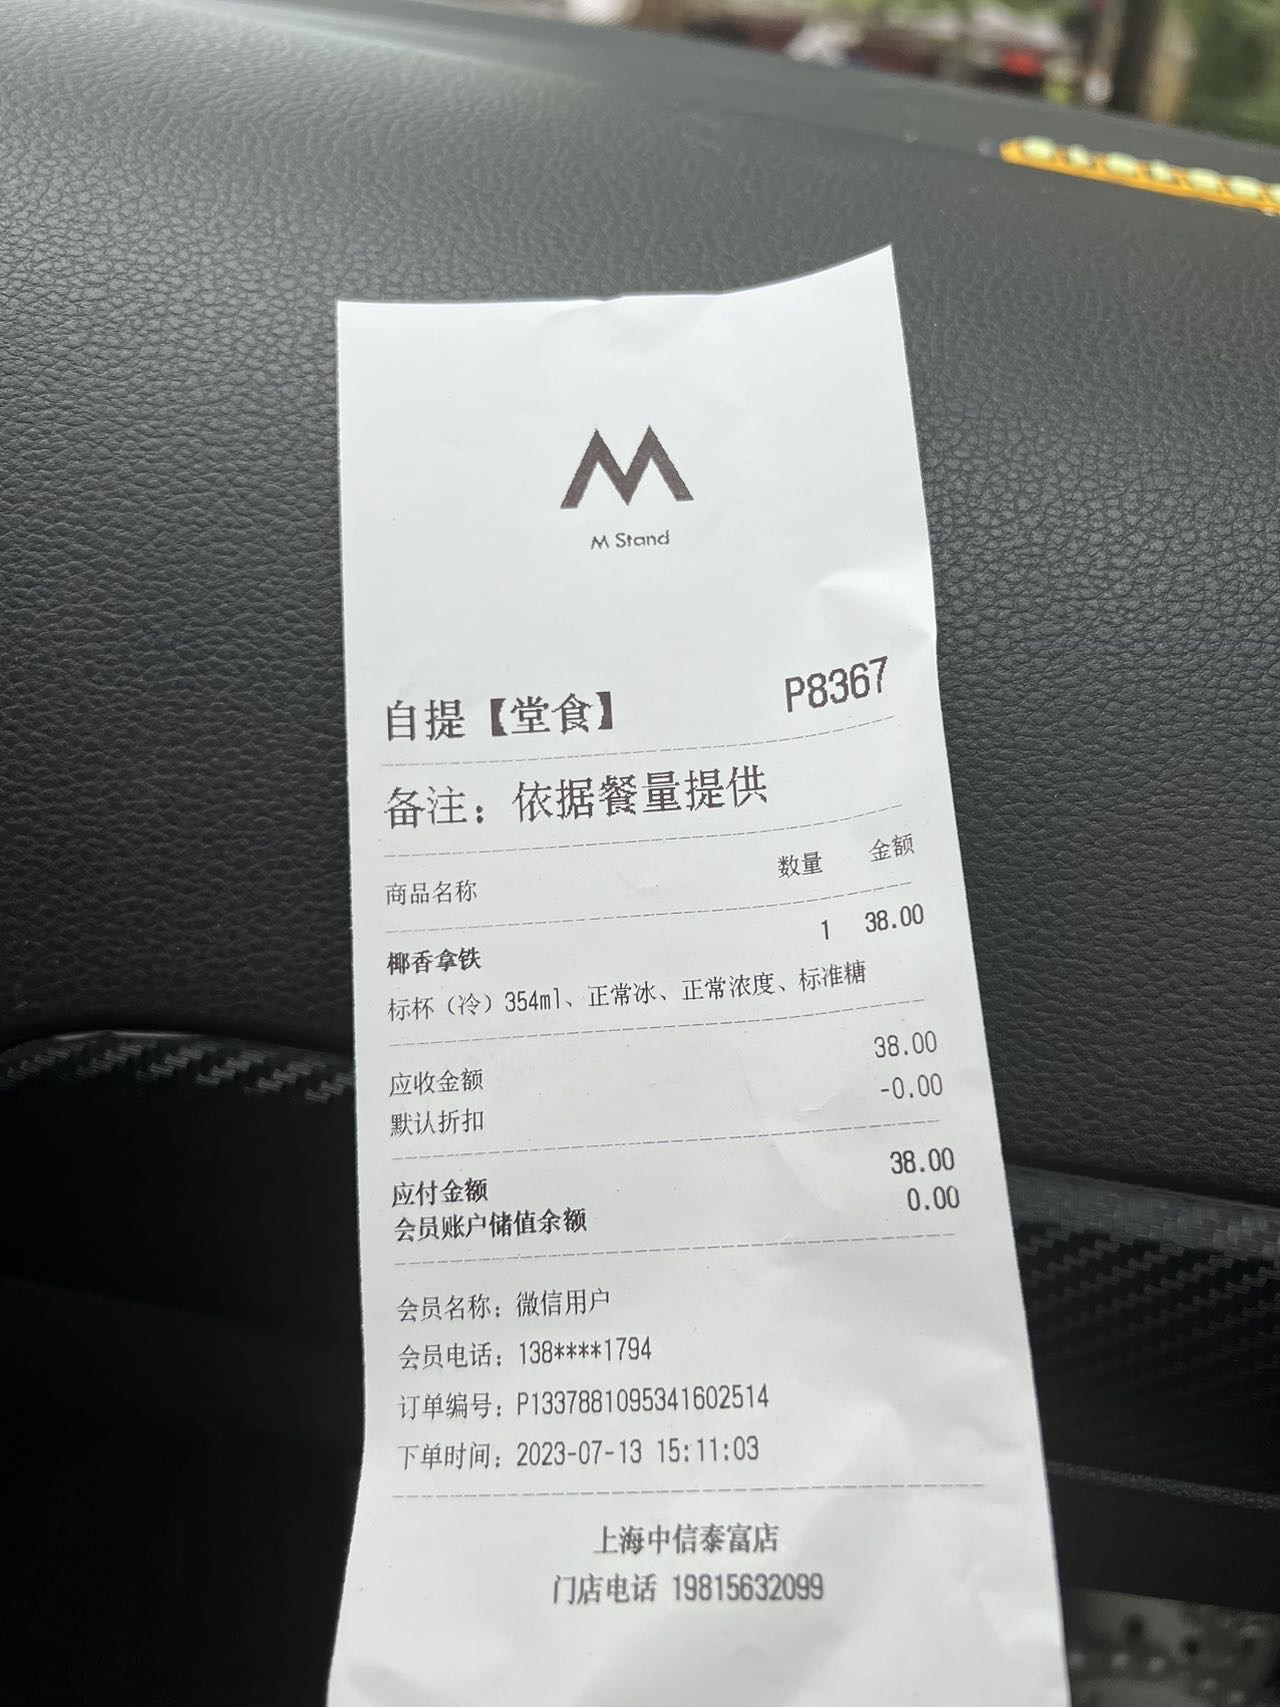 M Stand
自提【堂食】 P8367
备注：依据餐量提供
商品名称 数量 金额
椰香拿铁 1 38.00
标杯（冷）354ml、正常冰、正常浓度、标准糖
应收金额 38.00
默认折扣 -0.00
应付金额 38.00
会员账户储值余额 0.00
会员名称：微信用户
会员电话：138****1794
订单编号：P1337881095341602514
下单时间：2023-07-13 15:11:03
上海中信泰富店
门店电话 19815632099